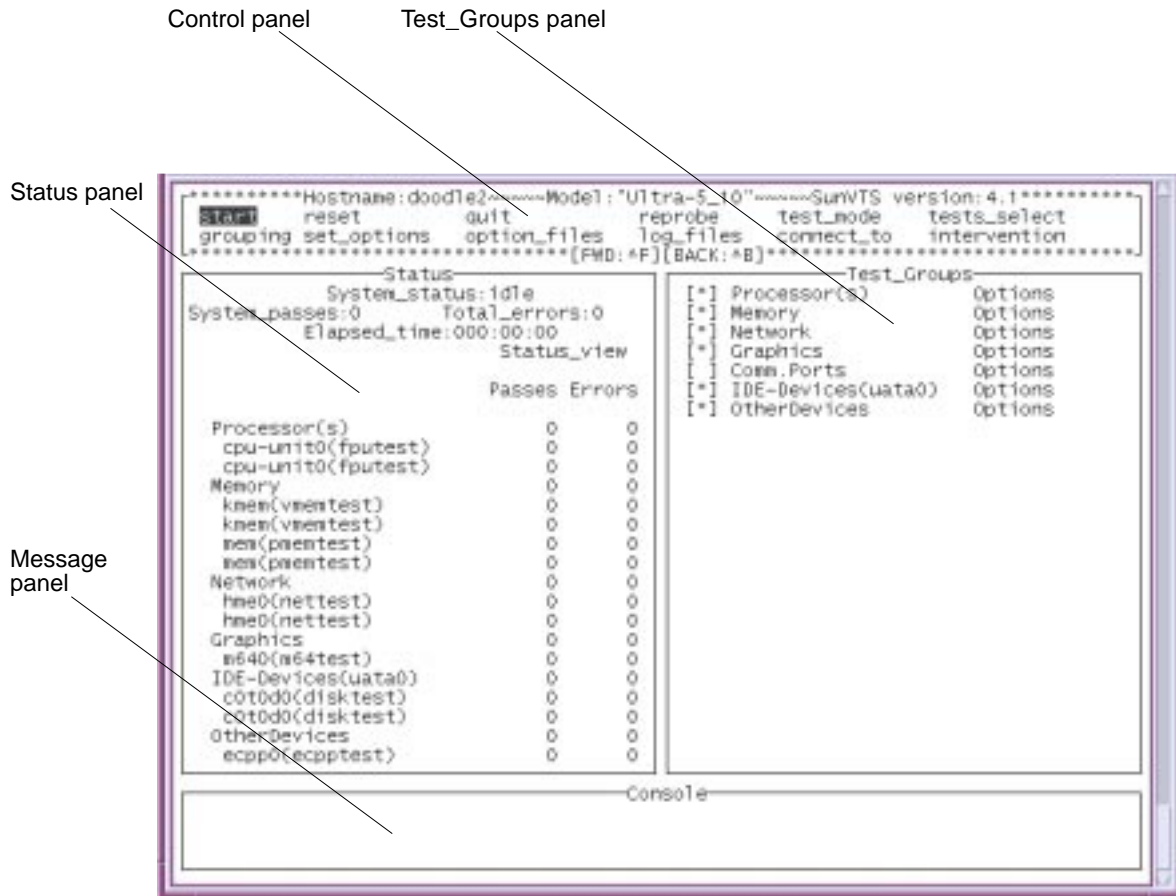 Control panel
Test_Groups panel
Status panel
Message
panel
**********Hostname:doodle2~~~~~Model:"Ultra-5_10"~~~~~SunVTS version:4.1***********
start reset quit reprobe test_mode tests_select
grouping set_options option_files log_files connect_to intervention
[FWD:^F][BACK:^B]
Status
System_status:idle
System_passes:0 Total_errors:0
Elapsed_time:000:00:00
Status_view
Passes Errors
Processor(s) 0 0
cpu-unit0(fputest) 0 0
cpu-unit0(fputest) 0 0
Memory 0 0
kmem(vmemtest) 0 0
kmem(vmemtest) 0 0
mem(pmemtest) 0 0
mem(pmemtest) 0 0
Network 0 0
hme0(nettest) 0 0
hme0(nettest) 0 0
Graphics 0 0
m640(m64test) 0 0
IDE-Devices(uata0) 0 0
c0t0d0(disktest) 0 0
c0t0d0(disktest) 0 0
OtherDevices 0 0
ecpp0(ecpptest) 0 0
Test_Groups
[*] Processor(s) Options
[*] Memory Options
[*] Network Options
[*] Graphics Options
[ ] Comm.Ports Options
[*] IDE-Devices(uata0) Options
[*] OtherDevices Options
Console